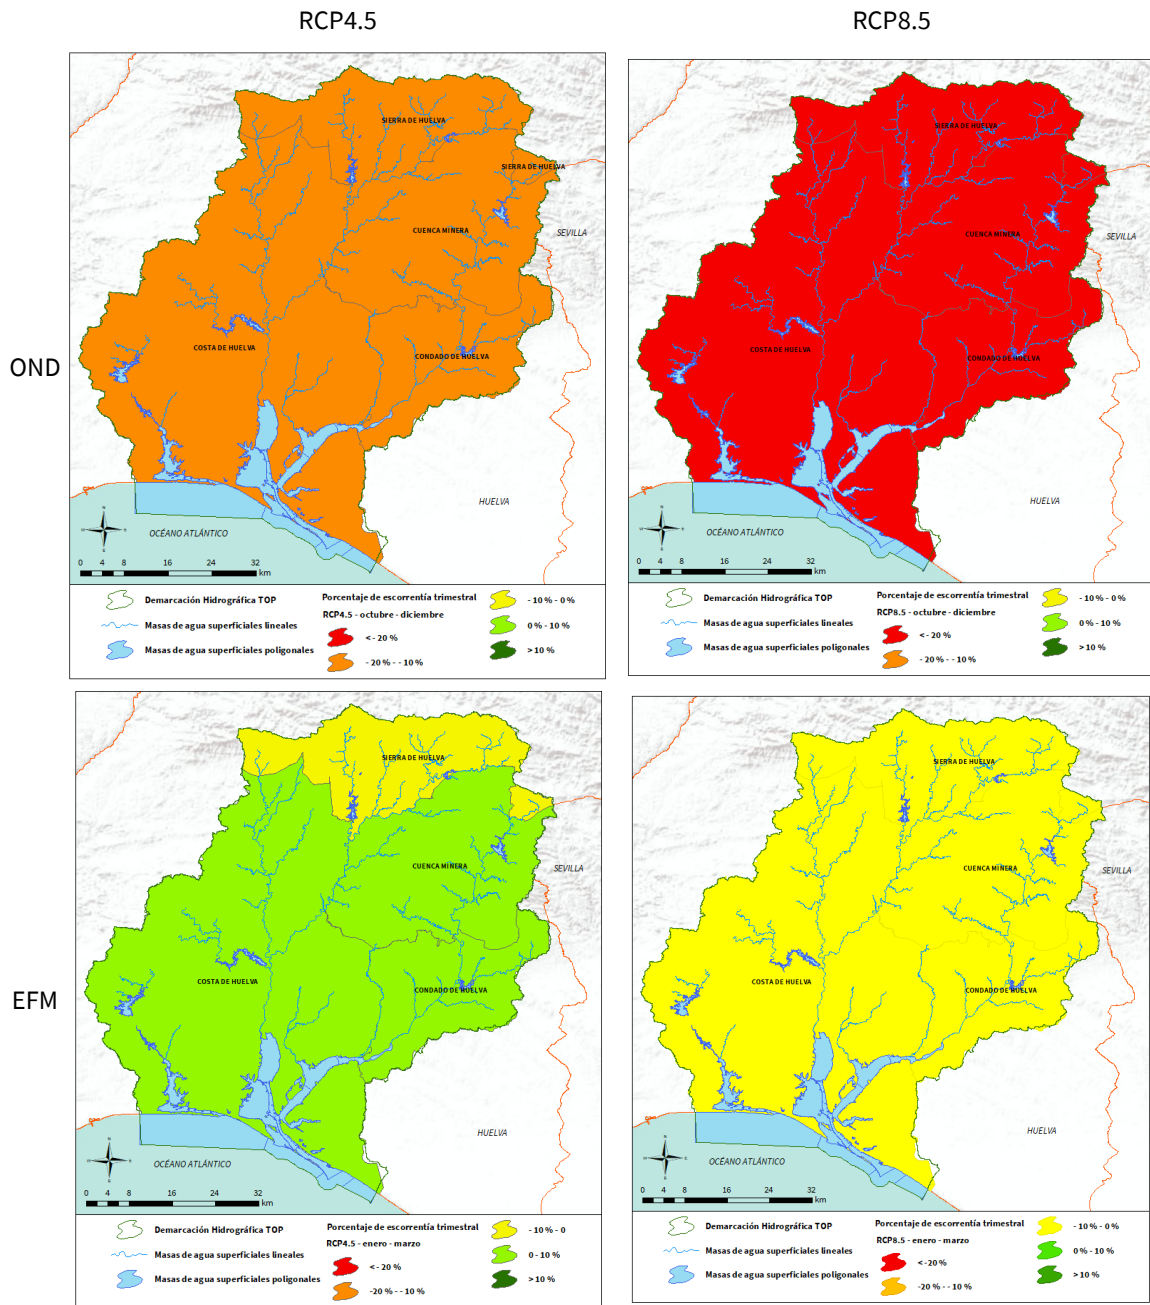 RCP4.5
RCP8.5
OND
SIERRA DE HUELVA
SIERRA DE HUELVA
SEVILLA
CUENCA MINERA
COSTA DE HUELVA
CONDADO DE HUELVA
HUELVA
OCÉANO ATLÁNTICO
0 4 8 16 24 32
km
Demarcación Hidrográfica TOP
Masas de agua superficiales lineales
Masas de agua superficiales poligonales
Porcentaje de escorrentía trimestral
RCP4.5 - octubre - diciembre
< - 20 %
- 20 % - - 10 %
- 10 % - 0 %
0 % - 10 %
> 10 %
SIERRA DE HUELVA
SEVILLA
CUENCA MINERA
COSTA DE HUELVA
CONDADO DE HUELVA
HUELVA
OCÉANO ATLÁNTICO
0 4 8 16 24 32
km
Demarcación Hidrográfica TOP
Masas de agua superficiales lineales
Masas de agua superficiales poligonales
Porcentaje de escorrentía trimestral
RCP8.5 - octubre - diciembre
< - 20 %
- 20 % - - 10 %
- 10 % - 0 %
0 % - 10 %
> 10 %
EFM
SIERRA DE HUELVA
SEVILLA
CUENCA MINERA
COSTA DE HUELVA
CONDADO DE HUELVA
HUELVA
OCÉANO ATLÁNTICO
0 4 8 16 24 32
km
Demarcación Hidrográfica TOP
Masas de agua superficiales lineales
Masas de agua superficiales poligonales
Porcentaje de escorrentía trimestral
RCP4.5 - enero - marzo
< - 20 %
-20 % - - 10 %
- 10 % - 0
0 - 10 %
> 10 %
SIERRA DE HUELVA
SEVILLA
CUENCA MINERA
COSTA DE HUELVA
CONDADO DE HUELVA
HUELVA
OCÉANO ATLÁNTICO
0 4 8 16 24 32
km
Demarcación Hidrográfica TOP
Masas de agua superficiales lineales
Masas de agua superficiales poligonales
Porcentaje de escorrentía trimestral
RCP8.5 - enero - marzo
< -20 %
-20 % - - 10 %
- 10 % - 0 %
0 % - 10 %
> 10 %